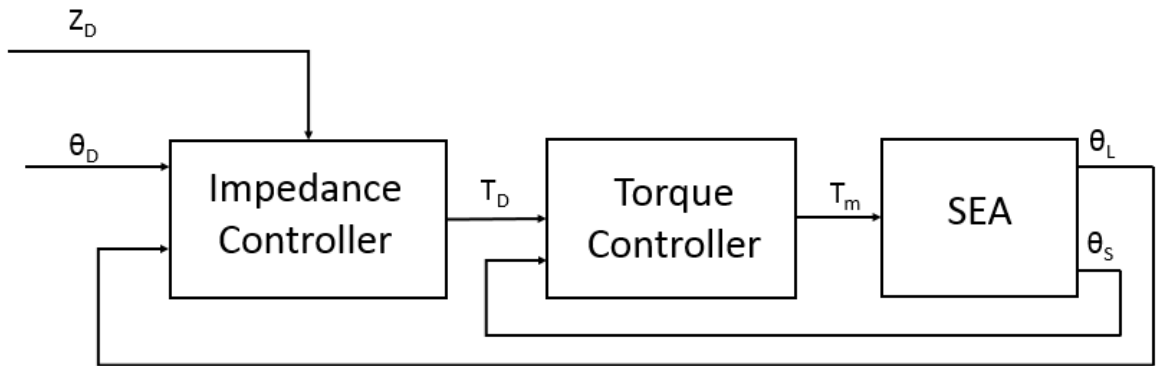 Z_D
θ_D
Impedance
Controller
T_D
Torque
Controller
T_m
SEA
θ_L
θ_S